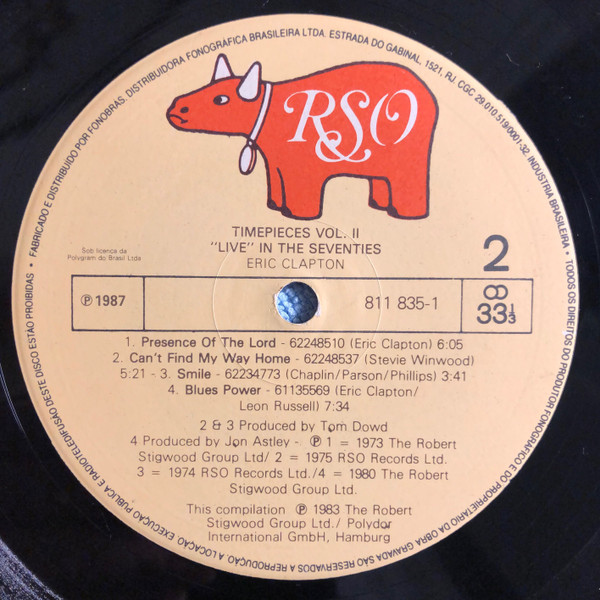 FABRICADO E DISTRIBUIDO POR FONOBRAS. DISTRIBUIDORA FONOGRAFICA BRASILEIRA LTDA. ESTRADA DO GABINAL, 1521, RJ. CGC 29.010.519/0001-32. INDUSTRIA BRASILEIRA • TODOS OS DIREITOS DO PRODUTOR FONOGRAFICO E DO PROPRIETARIO DA OBRA GRAVADA SÃO RESERVADOS A REPRODUÇÃO, A LOCAÇÃO, EXECUÇÃO PUBLICA E RADIOTELEDIFUSÃO DESTE DISCO ESTÃO PROIBIDAS •
RSO
TIMEPIECES VOL. II
"LIVE" IN THE SEVENTIES
ERIC CLAPTON
Sob licenca da
Polygram do Brasil Ltda
2
℗ 1987
811 835-1
33⅓
1. Presence Of The Lord - 62248510 (Eric Clapton) 6:05
2. Can't Find My Way Home - 62248537 (Stevie Winwood)
5:21 - 3. Smile - 62234773 (Chaplin/Parson/Phillips) 3:41
4. Blues Power - 61135569 (Eric Clapton/
Leon Russell) 7:34
2 & 3 Produced by Tom Dowd
4 Produced by Jon Astley - ℗ 1 = 1973 The Robert
Stigwood Group Ltd/ 2 = 1975 RSO Records Ltd.
3 = 1974 RSO Records Ltd./4 = 1980 The Robert
Stigwood Group Ltd.
This compilation ℗ 1983 The Robert
Stigwood Group Ltd./ Polydor
International GmbH, Hamburg